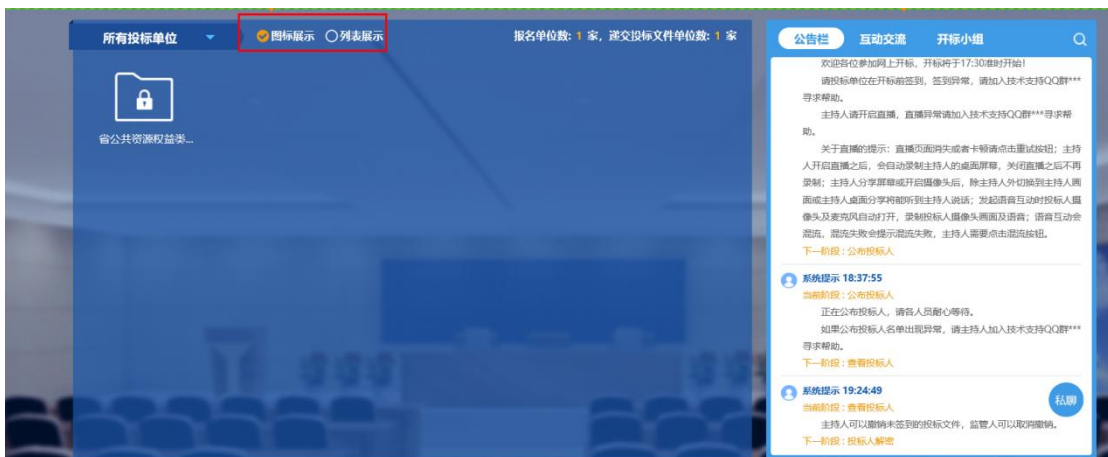 所有投标单位
图标展示 列表展示
报名单位数: 1 家, 递交投标文件单位数: 1 家
省公共资源权益类...
公告栏 互动交流 开标小组
欢迎各位参加网上开标, 开标将于17:30准时开始!
请投标单位在开标前签到, 签到异常, 请加入技术支持QQ群***
寻求帮助。
主持人请开启直播, 直播异常请加入技术支持QQ群***寻求帮
助。
关于直播的提示: 直播页面消失或者卡顿请点击重试按钮; 主持
人开启直播之后, 会自动录制主持人的桌面屏幕, 关闭直播之后不再
录制; 主持人分享屏幕或开启摄像头后, 除主持人外切换到主持人画
面或主持人桌面分享将能听到主持人说话; 发起语音互动时投标人摄
像头及麦克风自动打开, 录制投标人摄像头画面及语音; 语音互动会
混流, 混流失败会提示混流失败, 主持人需要点击混流按钮。
下一阶段 : 公布投标人
系统提示 18:37:55
当前阶段 : 公布投标人
正在公布投标人, 请各人员耐心等待。
如果公布投标人名单出现异常, 请主持人加入技术支持QQ群***
寻求帮助。
下一阶段 : 查看投标人
系统提示 19:24:49
当前阶段 : 查看投标人
主持人可以撤销未签到的投标文件, 监管人可以取消撤销。
下一阶段 : 投标人解密
私聊